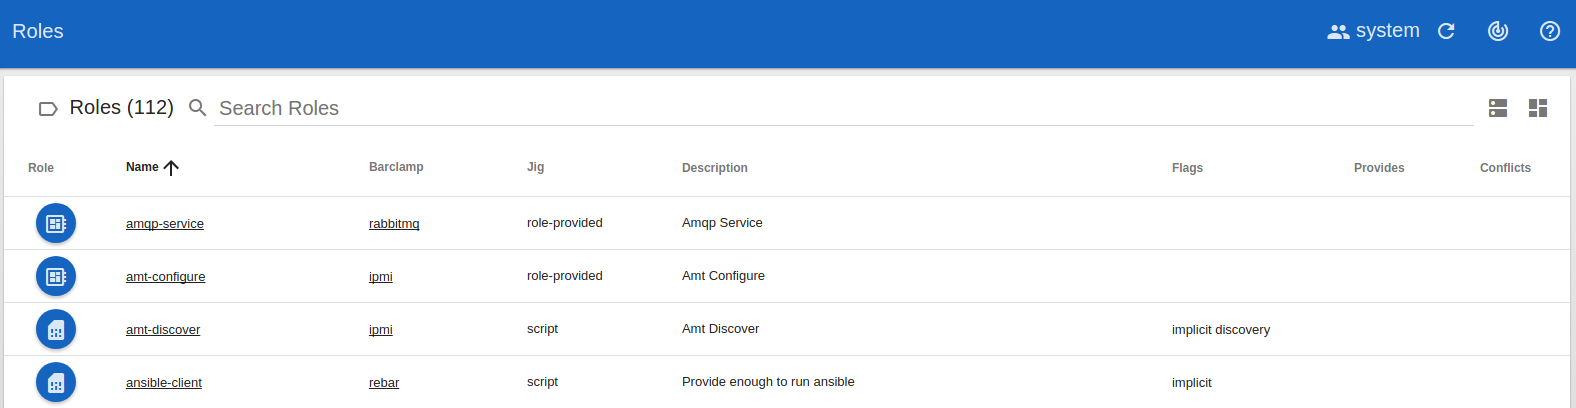 Roles
system
Roles (112) Search Roles
Role Name Barclamp Jig Description Flags Provides Conflicts
amqp-service rabbitmq role-provided Amqp Service
amt-configure ipmi role-provided Amt Configure
amt-discover ipmi script Amt Discover implicit discovery
ansible-client rebar script Provide enough to run ansible implicit